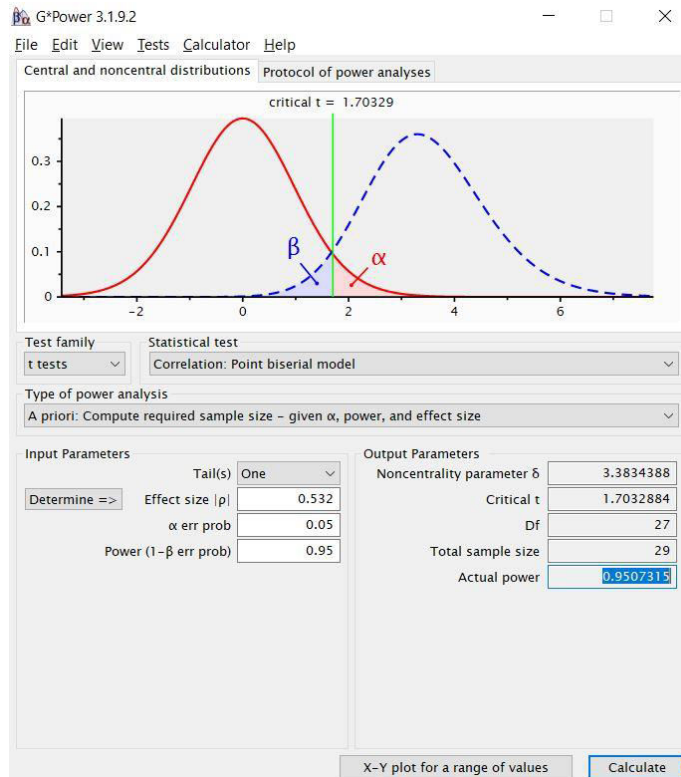 βα G*Power 3.1.9.2
File Edit View Tests Calculator Help
Central and noncentral distributions Protocol of power analyses
critical t = 1.70329
0.3
0.2
0.1
0
β
α
-2 0 2 4 6
Test family Statistical test
t tests Correlation: Point biserial model
Type of power analysis
A priori: Compute required sample size - given α, power, and effect size
Input Parameters
Tail(s) One
Determine => Effect size |ρ| 0.532
α err prob 0.05
Power (1-β err prob) 0.95
Output Parameters
Noncentrality parameter δ 3.3834388
Critical t 1.7032884
Df 27
Total sample size 29
Actual power 0.9507315
X-Y plot for a range of values Calculate